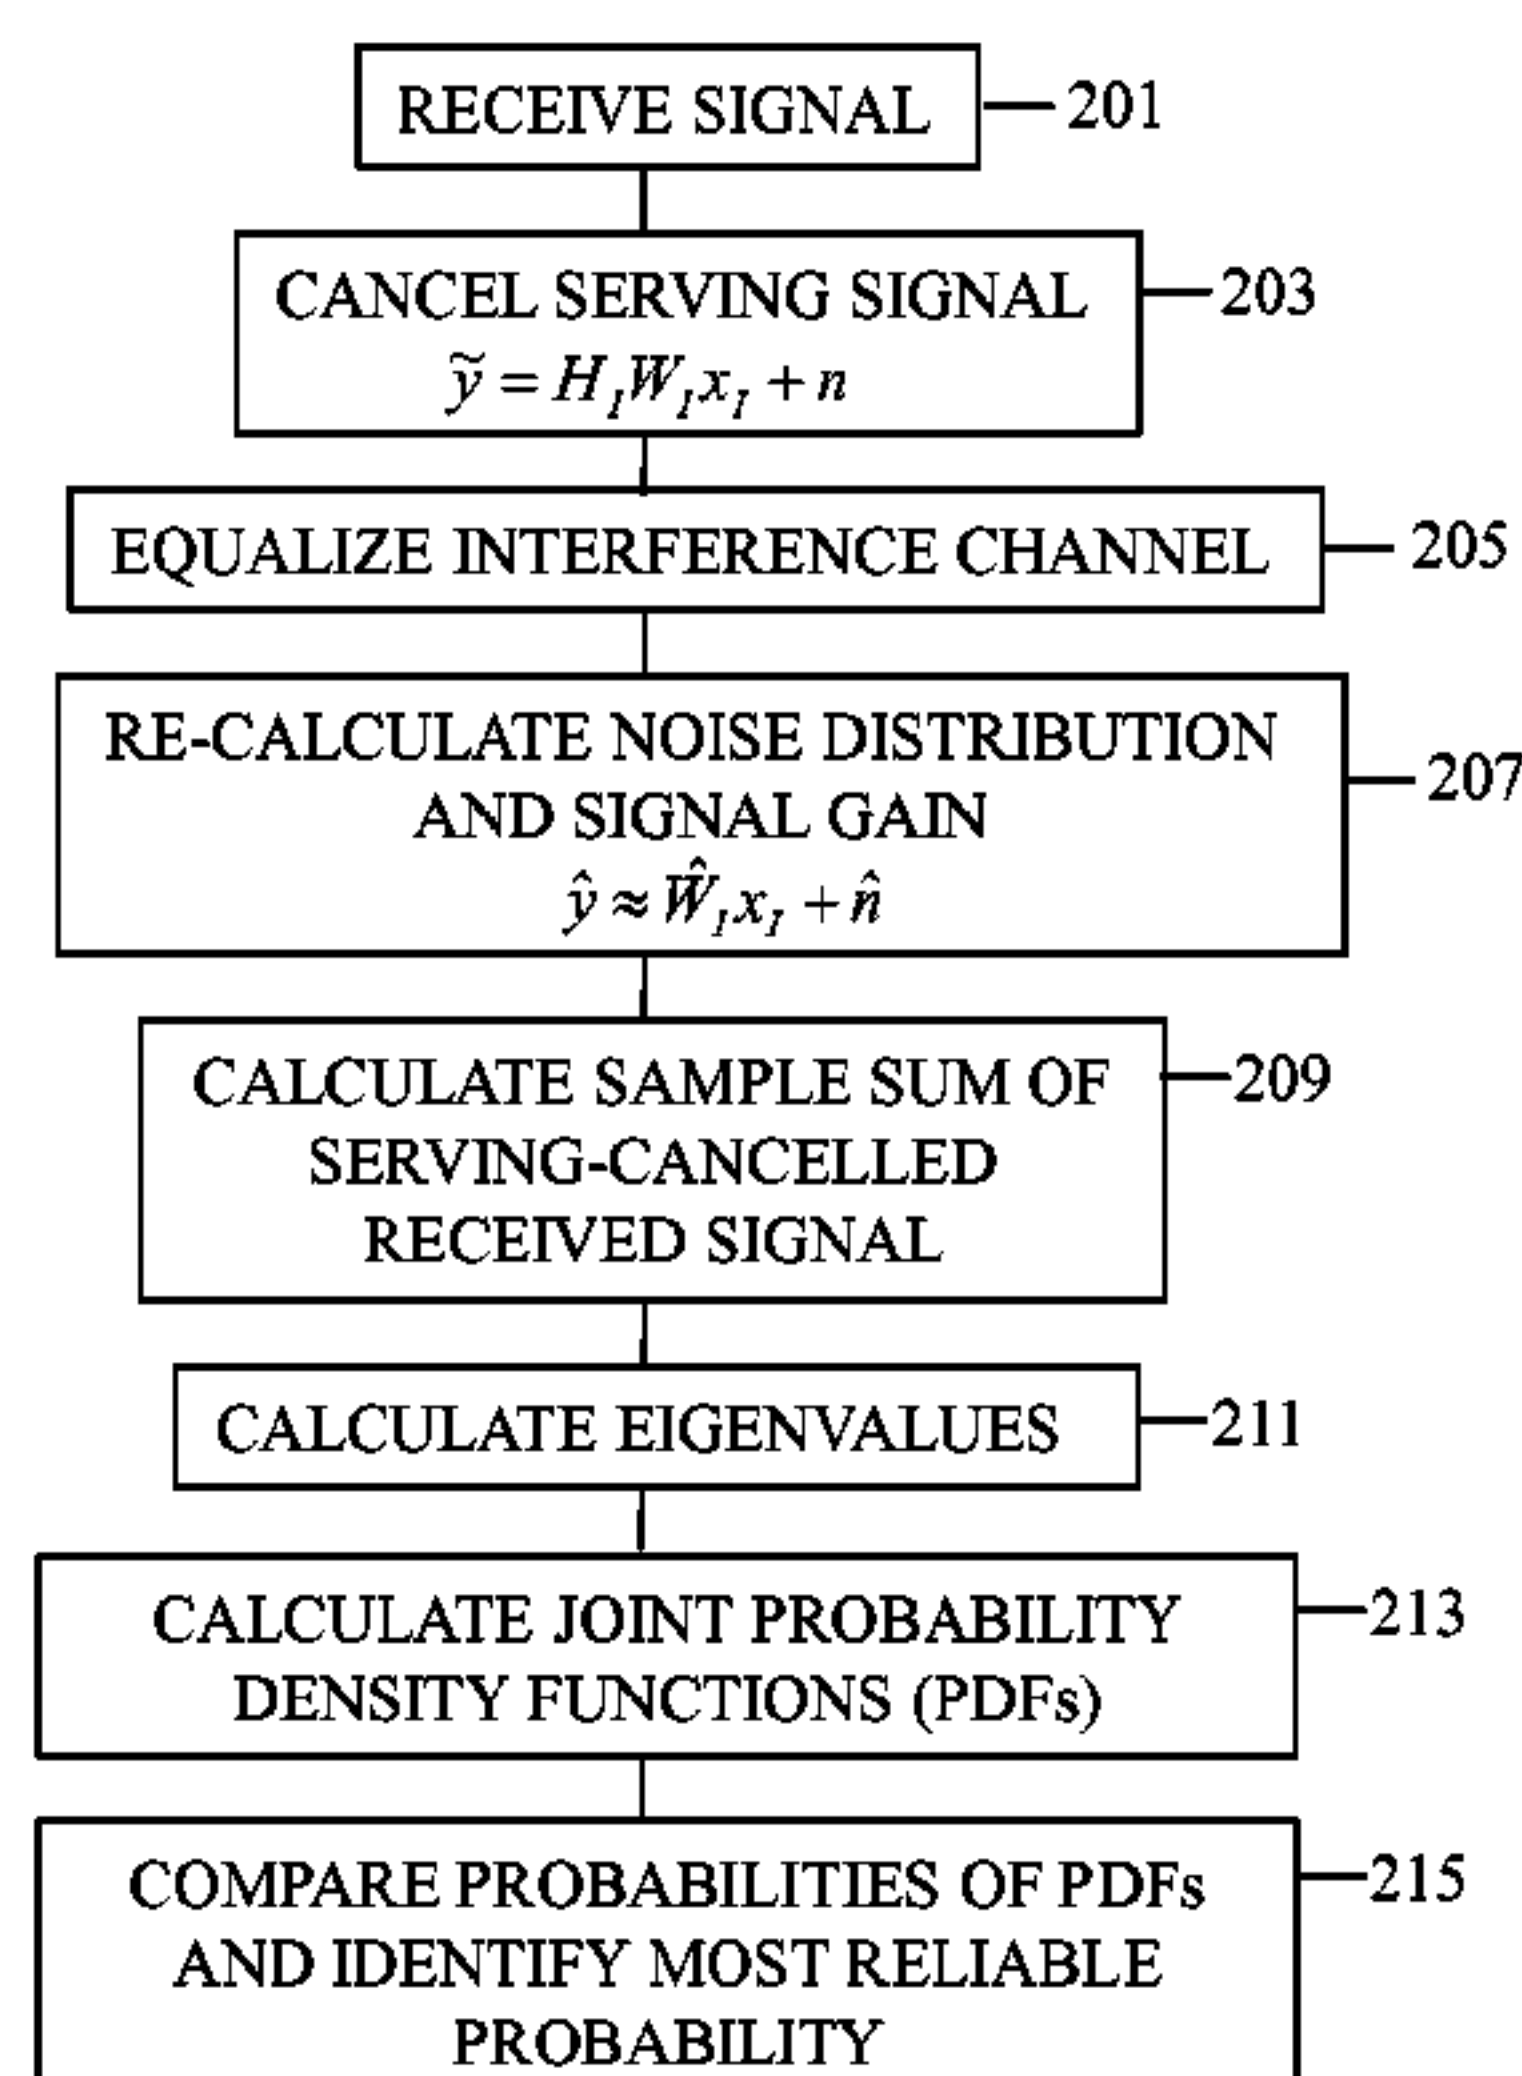 RECEIVE SIGNAL
201
CANCEL SERVING SIGNAL
203
ỹ = H_I W_I x_I + n
EQUALIZE INTERFERENCE CHANNEL
205
RE-CALCULATE NOISE DISTRIBUTION
AND SIGNAL GAIN
207
ŷ ≈ Ŵ_I x_I + n̂
CALCULATE SAMPLE SUM OF
209
SERVING-CANCELLED
RECEIVED SIGNAL
CALCULATE EIGENVALUES
211
CALCULATE JOINT PROBABILITY
213
DENSITY FUNCTIONS (PDFs)
COMPARE PROBABILITIES OF PDFs
215
AND IDENTIFY MOST RELIABLE
PROBABILITY